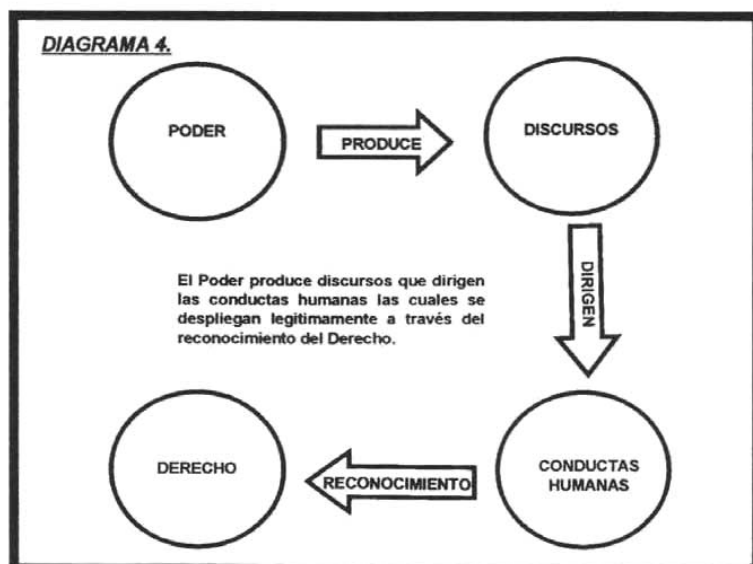 DIAGRAMA 4.
PODER
PRODUCE
DISCURSOS
DIRIGEN
El Poder produce discursos que dirigen
las conductas humanas las cuales se
despliegan legitimamente a través del
reconocimiento del Derecho.
DERECHO
RECONOCIMIENTO
CONDUCTAS
HUMANAS